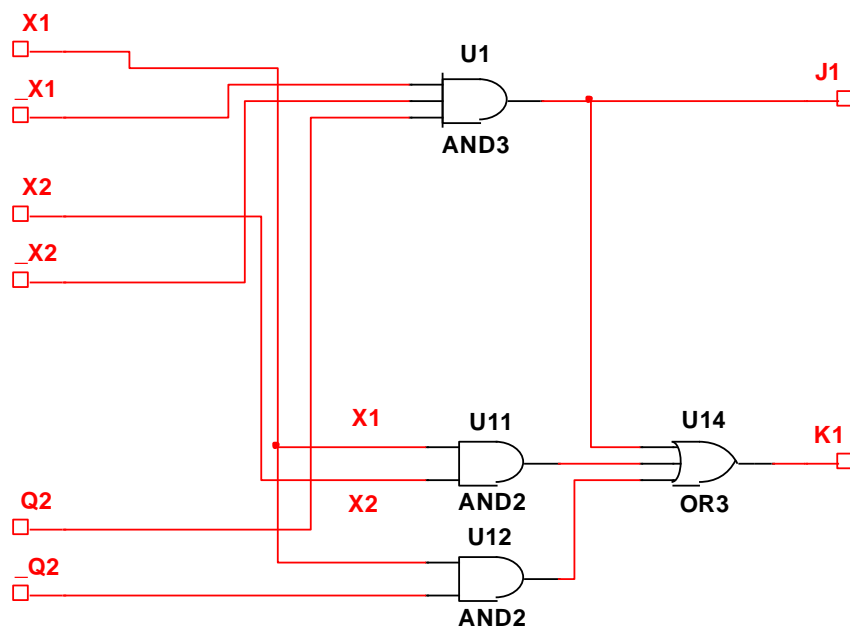 X1
U1
J1
_X1
AND3
X2
_X2
X1
U11
U14
K1
Q2
X2
AND2
OR3
U12
_Q2
AND2